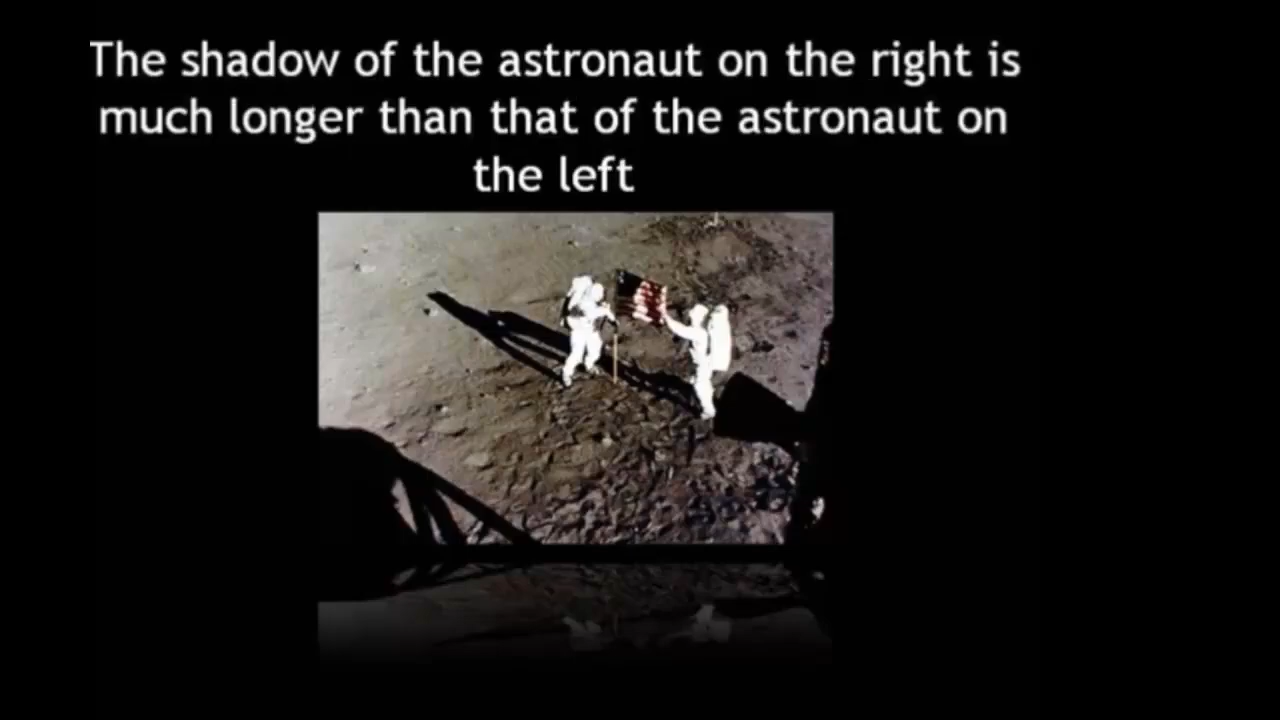 The shadow of the astronaut on the right is
much longer than that of the astronaut on
the left